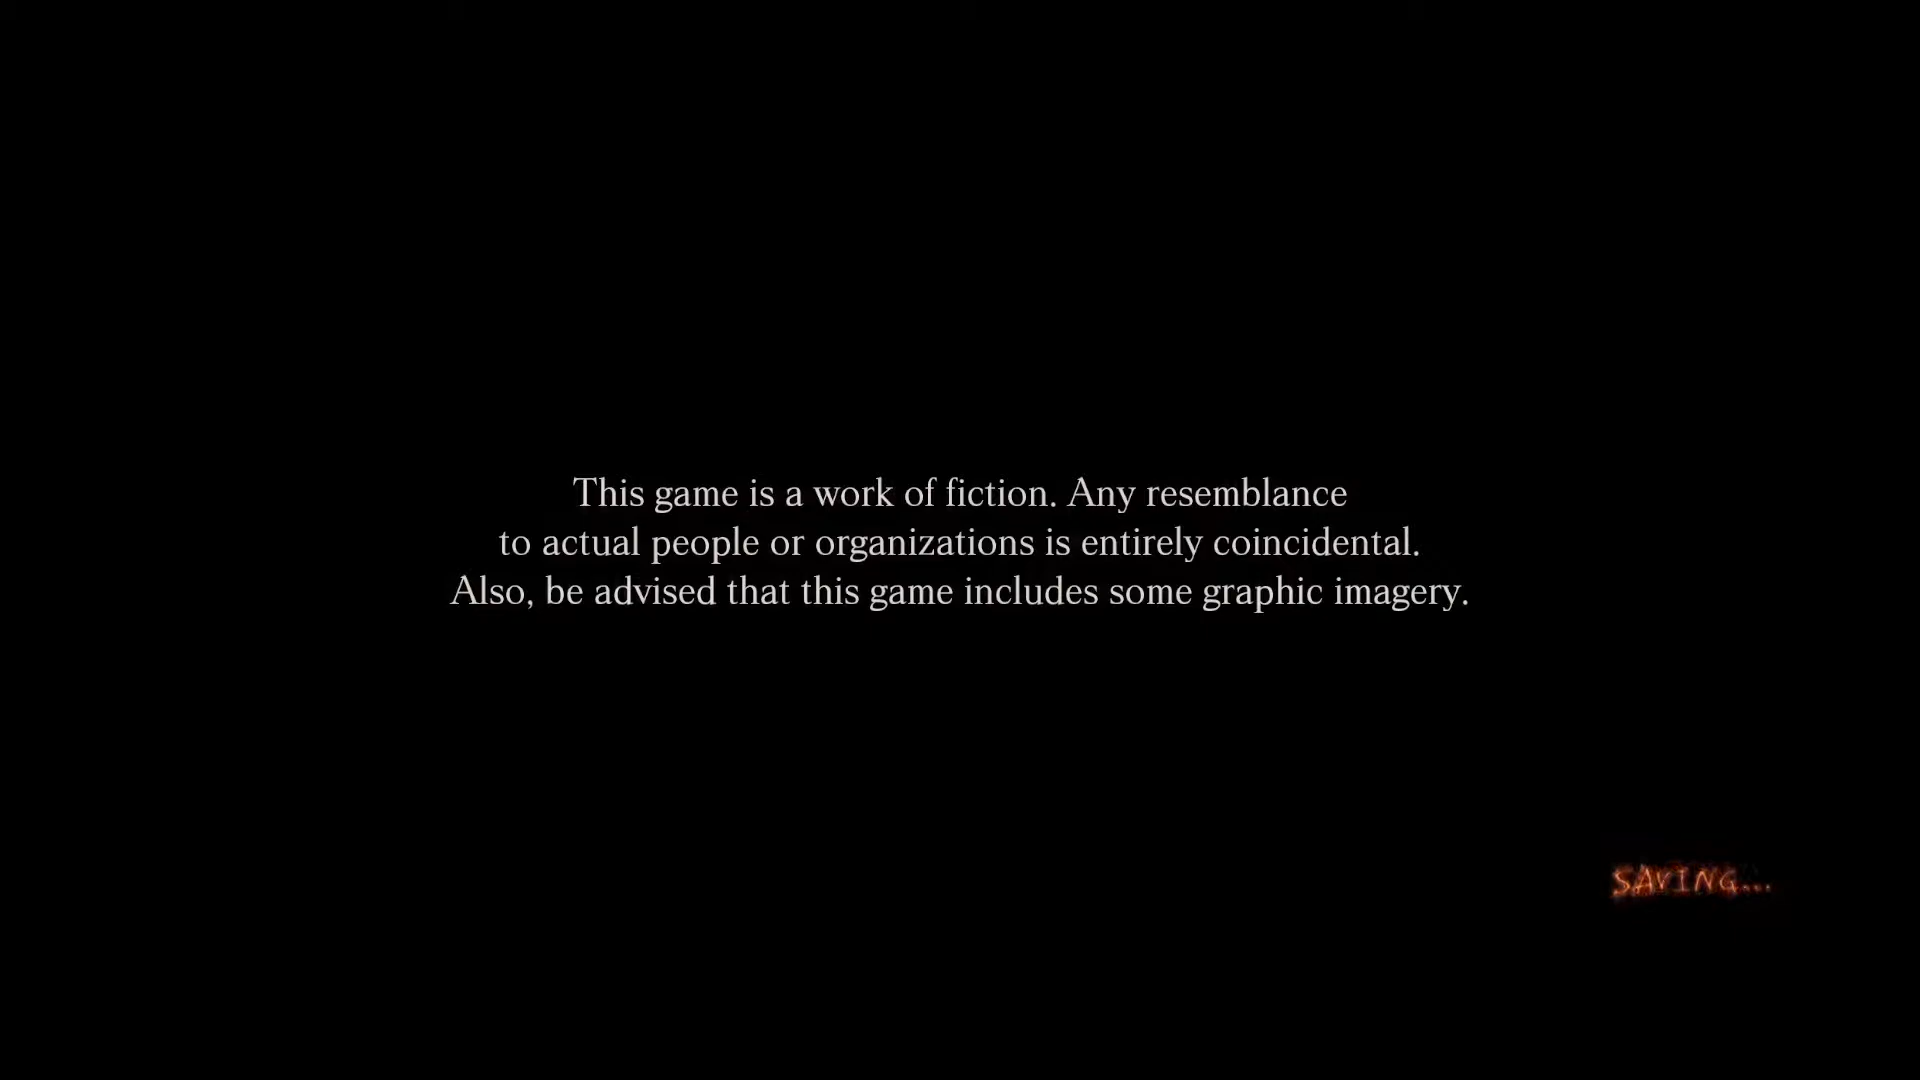 This game is a work of fiction. Any resemblance
to actual people or organizations is entirely coincidental.
Also, be advised that this game includes some graphic imagery.
SAVING...